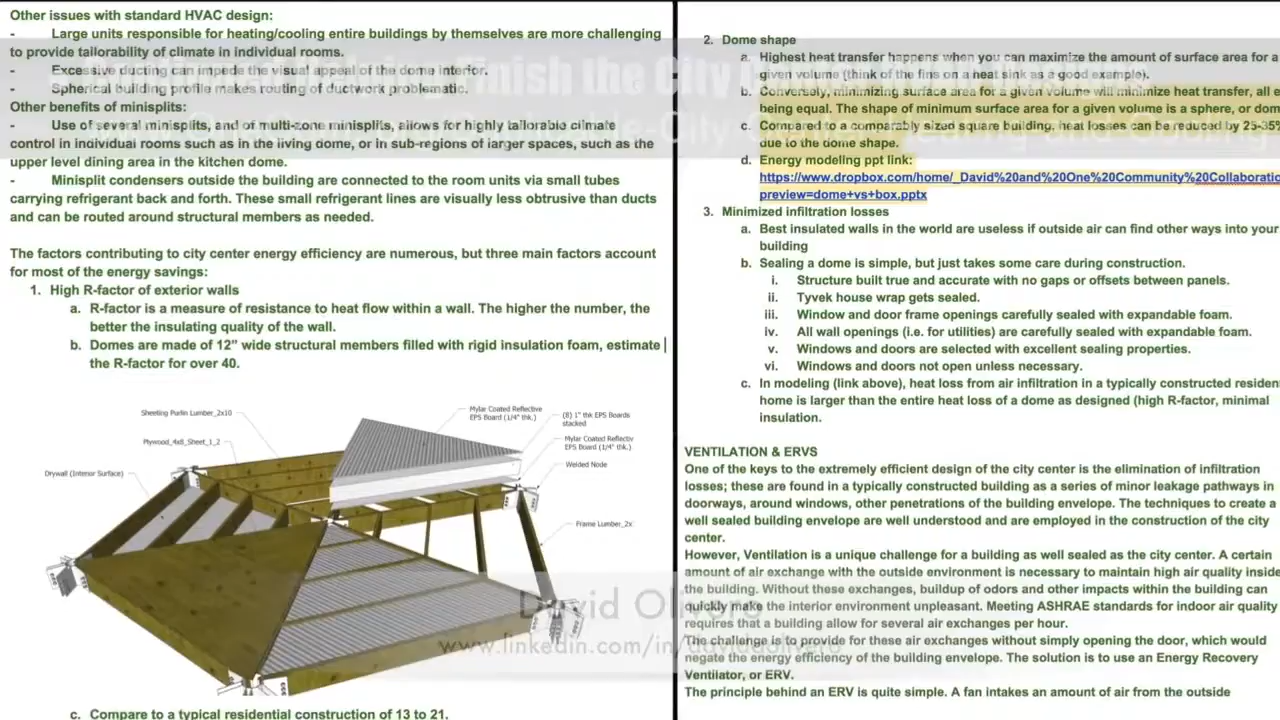 Other issues with standard HVAC design:
- Large units responsible for heating/cooling entire buildings by themselves are more challenging
to provide tailorability of climate in individual rooms.
- Excessive ducting can impede the visual appeal of the dome interior.
- Spherical building profile makes routing of ductwork problematic.
Other benefits of minisplits:
- Use of several minisplits, and of multi-zone minisplits, allows for highly tailorable climate
control in individual rooms such as in the living dome, or in sub-regions of larger spaces, such as the
upper level dining area in the kitchen dome.
- Minisplit condensers outside the building are connected to the room units via small tubes
carrying refrigerant back and forth. These small refrigerant lines are visually less obtrusive than ducts
and can be routed around structural members as needed.
The factors contributing to city center energy efficiency are numerous, but three main factors account
for most of the energy savings:
1. High R-factor of exterior walls
a. R-factor is a measure of resistance to heat flow within a wall. The higher the number, the
better the insulating quality of the wall.
b. Domes are made of 12” wide structural members filled with rigid insulation foam, estimate
the R-factor for over 40.
Sheeting Purlin Lumber_2x10
Plywood_4x8_Sheet_1_2
Drywall (Interior Surface)
Mylar Coated Reflective
EPS Board (1/4" thk.)
(8) 1" thk EPS Boards
stacked
Mylar Coated Reflectiv
EPS Board (1/4" thk.)
Welded Node
Frame Lumber_2x
c. Compare to a typical residential construction of 13 to 21.
2. Dome shape
a. Highest heat transfer happens when you can maximize the amount of surface area for a
given volume (think of the fins on a heat sink as a good example).
b. Conversely, minimizing surface area for a given volume will minimize heat transfer, all e
being equal. The shape of minimum surface area for a given volume is a sphere, or dom
c. Compared to a comparably sized square building, heat losses can be reduced by 25-35%
due to the dome shape.
d. Energy modeling ppt link:
https://www.dropbox.com/home/_David%20and%20One%20Community%20Collaboratio
preview=dome+vs+box.pptx
3. Minimized infiltration losses
a. Best insulated walls in the world are useless if outside air can find other ways into your
building
b. Sealing a dome is simple, but just takes some care during construction.
i. Structure built true and accurate with no gaps or offsets between panels.
ii. Tyvek house wrap gets sealed.
iii. Window and door frame openings carefully sealed with expandable foam.
iv. All wall openings (i.e. for utilities) are carefully sealed with expandable foam.
v. Windows and doors are selected with excellent sealing properties.
vi. Windows and doors not open unless necessary.
c. In modeling (link above), heat loss from air infiltration in a typically constructed residen
home is larger than the entire heat loss of a dome as designed (high R-factor, minimal
insulation.
VENTILATION & ERVS
One of the keys to the extremely efficient design of the city center is the elimination of infiltration
losses; these are found in a typically constructed building as a series of minor leakage pathways in
doorways, around windows, other penetrations of the building envelope. The techniques to create a
well sealed building envelope are well understood and are employed in the construction of the city
center.
However, Ventilation is a unique challenge for a building as well sealed as the city center. A certain
amount of air exchange with the outside environment is necessary to maintain high air quality inside
the building. Without these exchanges, buildup of odors and other impacts within the building can
quickly make the interior environment unpleasant. Meeting ASHRAE standards for indoor air quality
requires that a building allow for several air exchanges per hour.
The challenge is to provide for these air exchanges without simply opening the door, which would
negate the energy efficiency of the building envelope. The solution is to use an Energy Recovery
Ventilator, or ERV.
The principle behind an ERV is quite simple. A fan intakes an amount of air from the outside
David Olivero
www.linkedin.com/in/davidaolivero